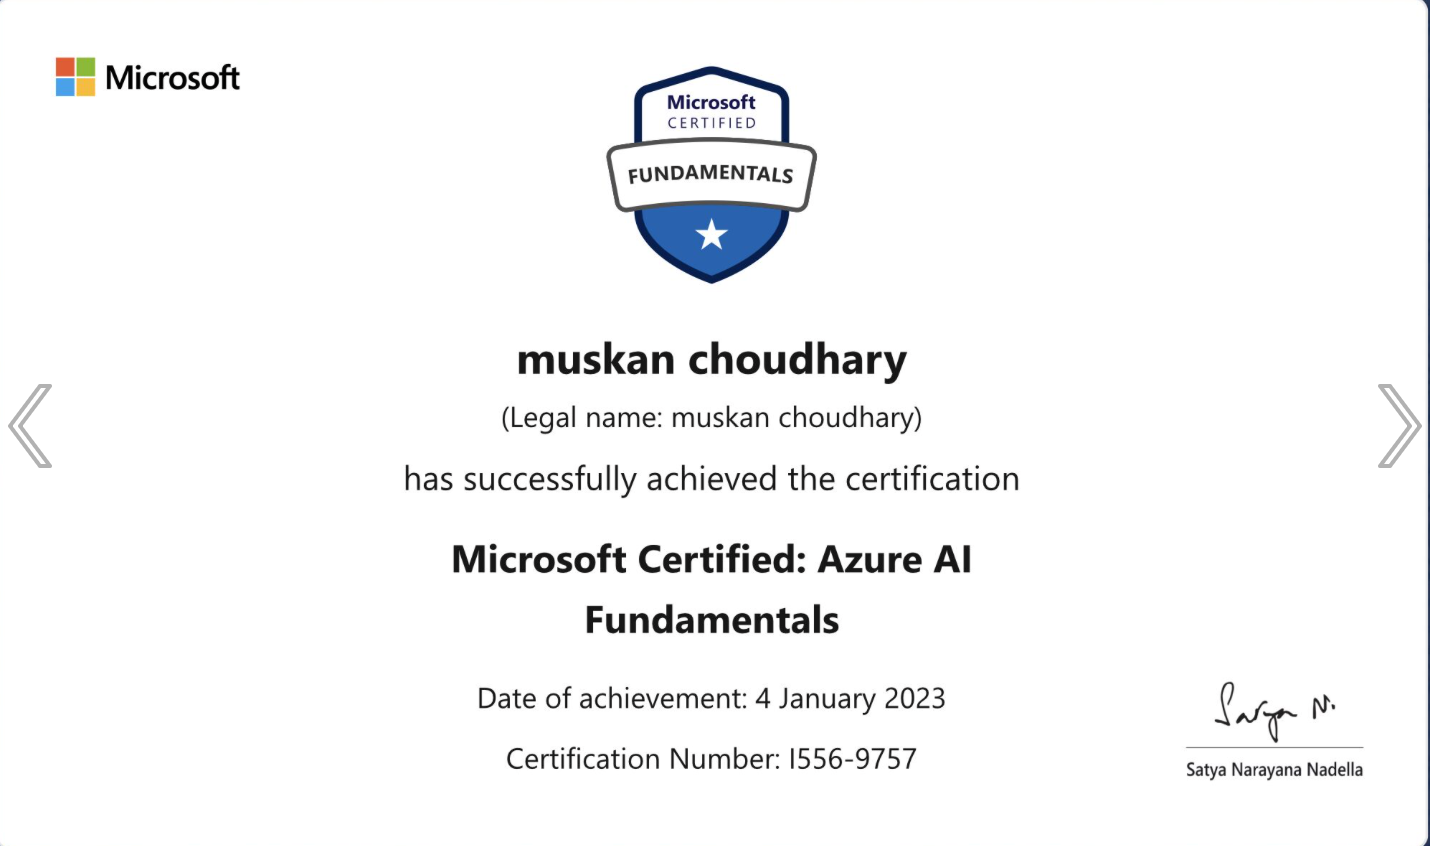 Microsoft
Microsoft
CERTIFIED
FUNDAMENTALS
muskan choudhary
(Legal name: muskan choudhary)
has successfully achieved the certification
Microsoft Certified: Azure AI
Fundamentals
Date of achievement: 4 January 2023
Certification Number: I556-9757
Satya N.
Satya Narayana Nadella